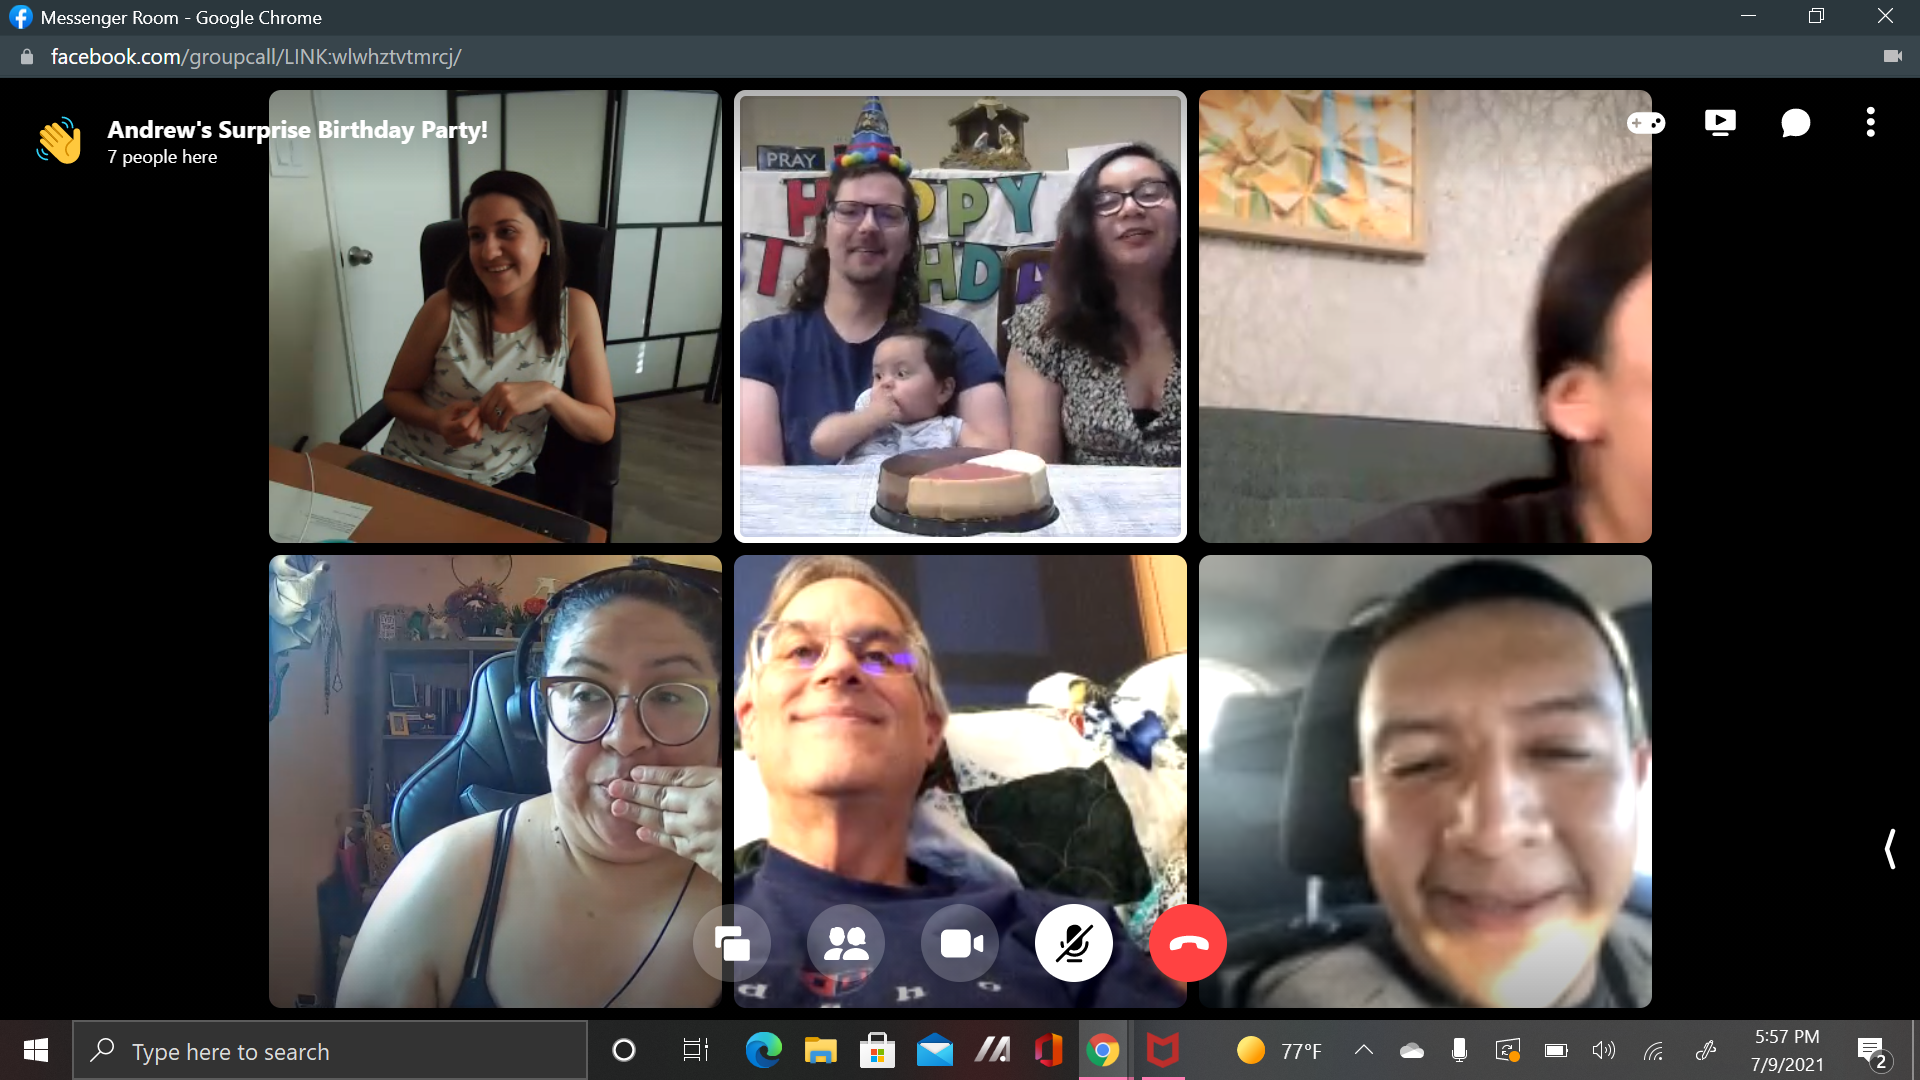 Messenger Room - Google Chrome
facebook.com/groupcall/LINK:wlwhztvtmrcj/
Andrew's Surprise Birthday Party!
7 people here
PRAY
HAPPY
Type here to search
77°F
5:57 PM
7/9/2021
2